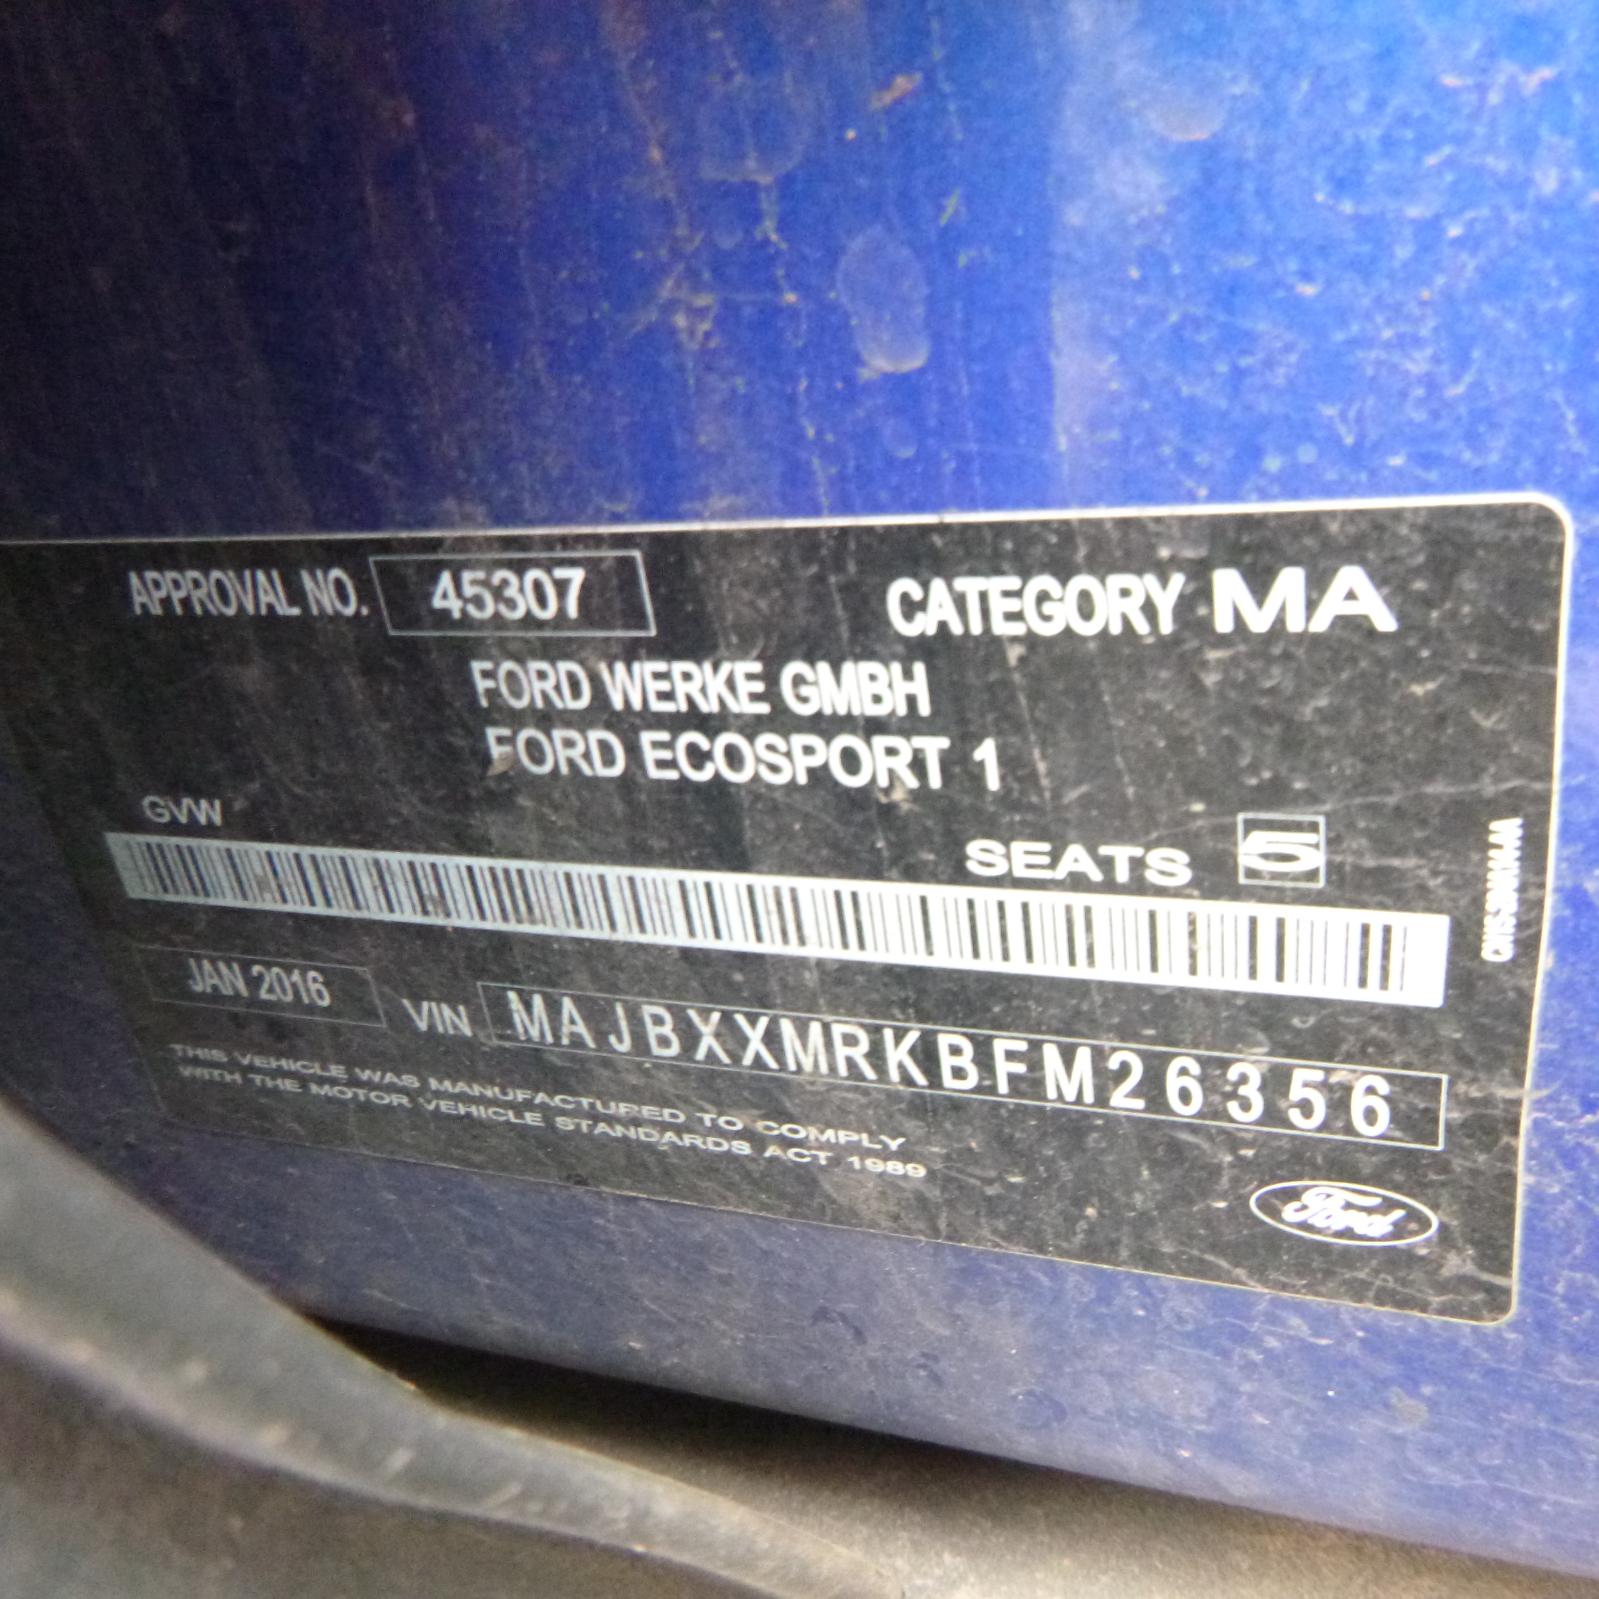 APPROVAL NO. 45307 CATEGORY MA
FORD WERKE GMBH
FORD ECOSPORT 1
GVW
SEATS 5
JAN 2016 VIN MAJBXXMRKBFM26356
THIS VEHICLE WAS MANUFACTURED TO COMPLY
WITH THE MOTOR VEHICLE STANDARDS ACT 1989
Ford